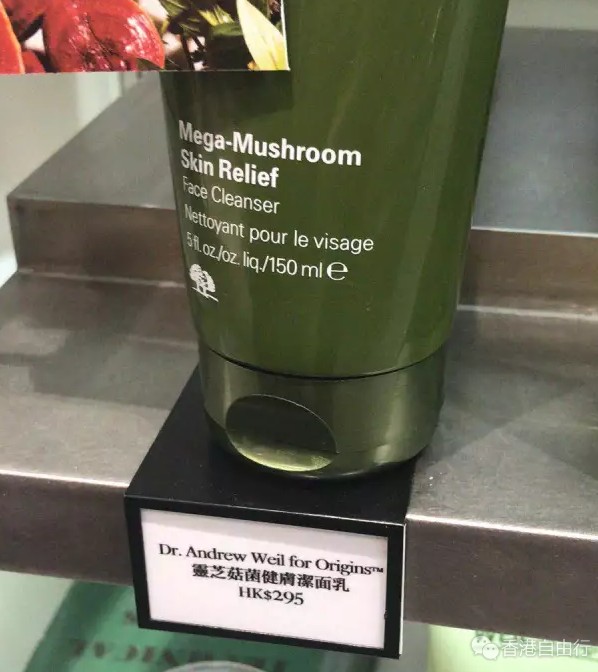 Mega-Mushroom
Skin Relief
Face Cleanser
Nettoyant pour le visage
5 fl. oz./oz. liq./150 ml ℮
Dr. Andrew Weil for Origins™
靈芝菇菌健膚潔面乳
HK$295
香港自由行